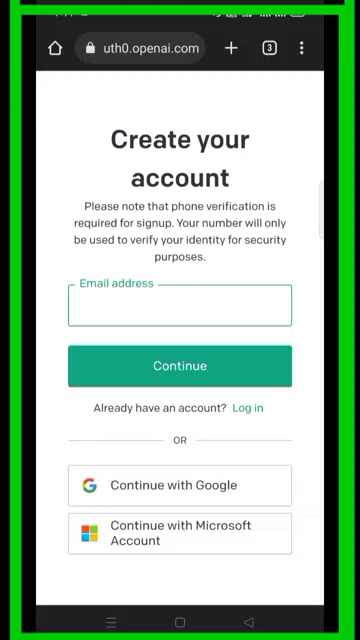 uth0.openai.com
3
Create your
account
Please note that phone verification is
required for signup. Your number will only
be used to verify your identity for security
purposes.
Email address
Continue
Already have an account? Log in
OR
Continue with Google
Continue with Microsoft
Account